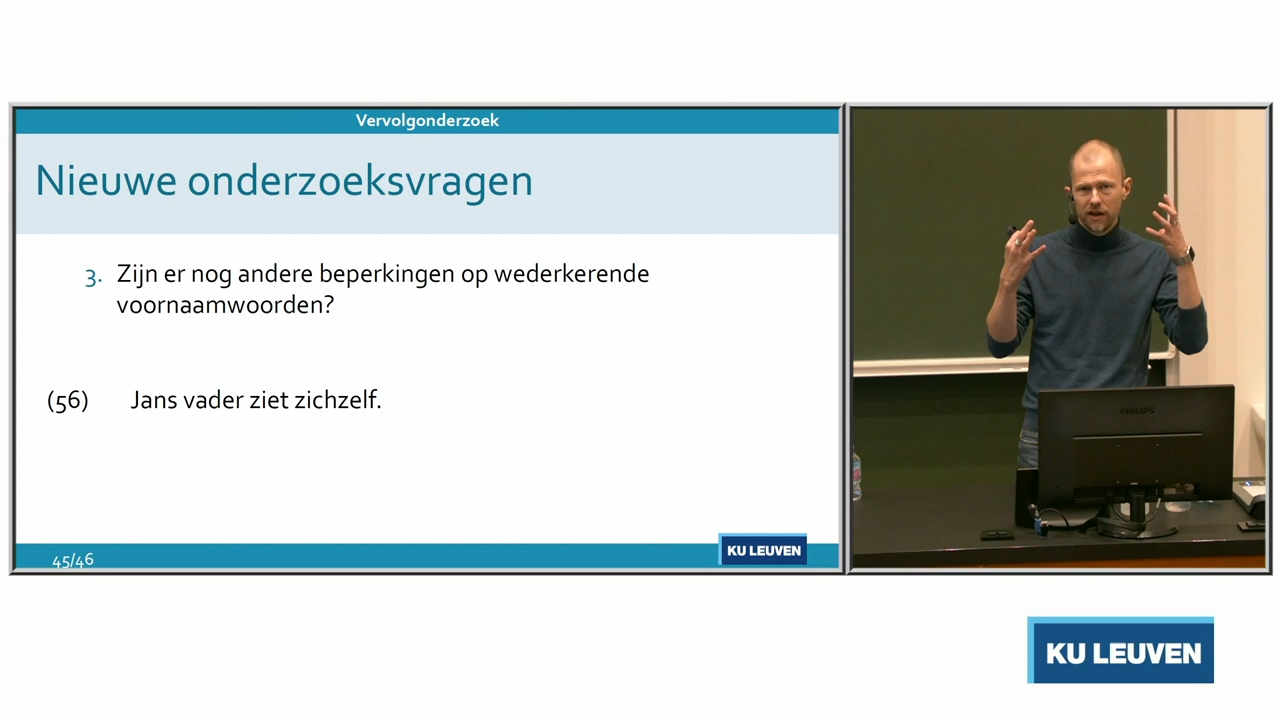 Vervolgonderzoek
Nieuwe onderzoeksvragen
3. Zijn er nog andere beperkingen op wederkerende
voornaamwoorden?
(56) Jans vader ziet zichzelf.
45/46
KU LEUVEN
PHILIPS
KU LEUVEN